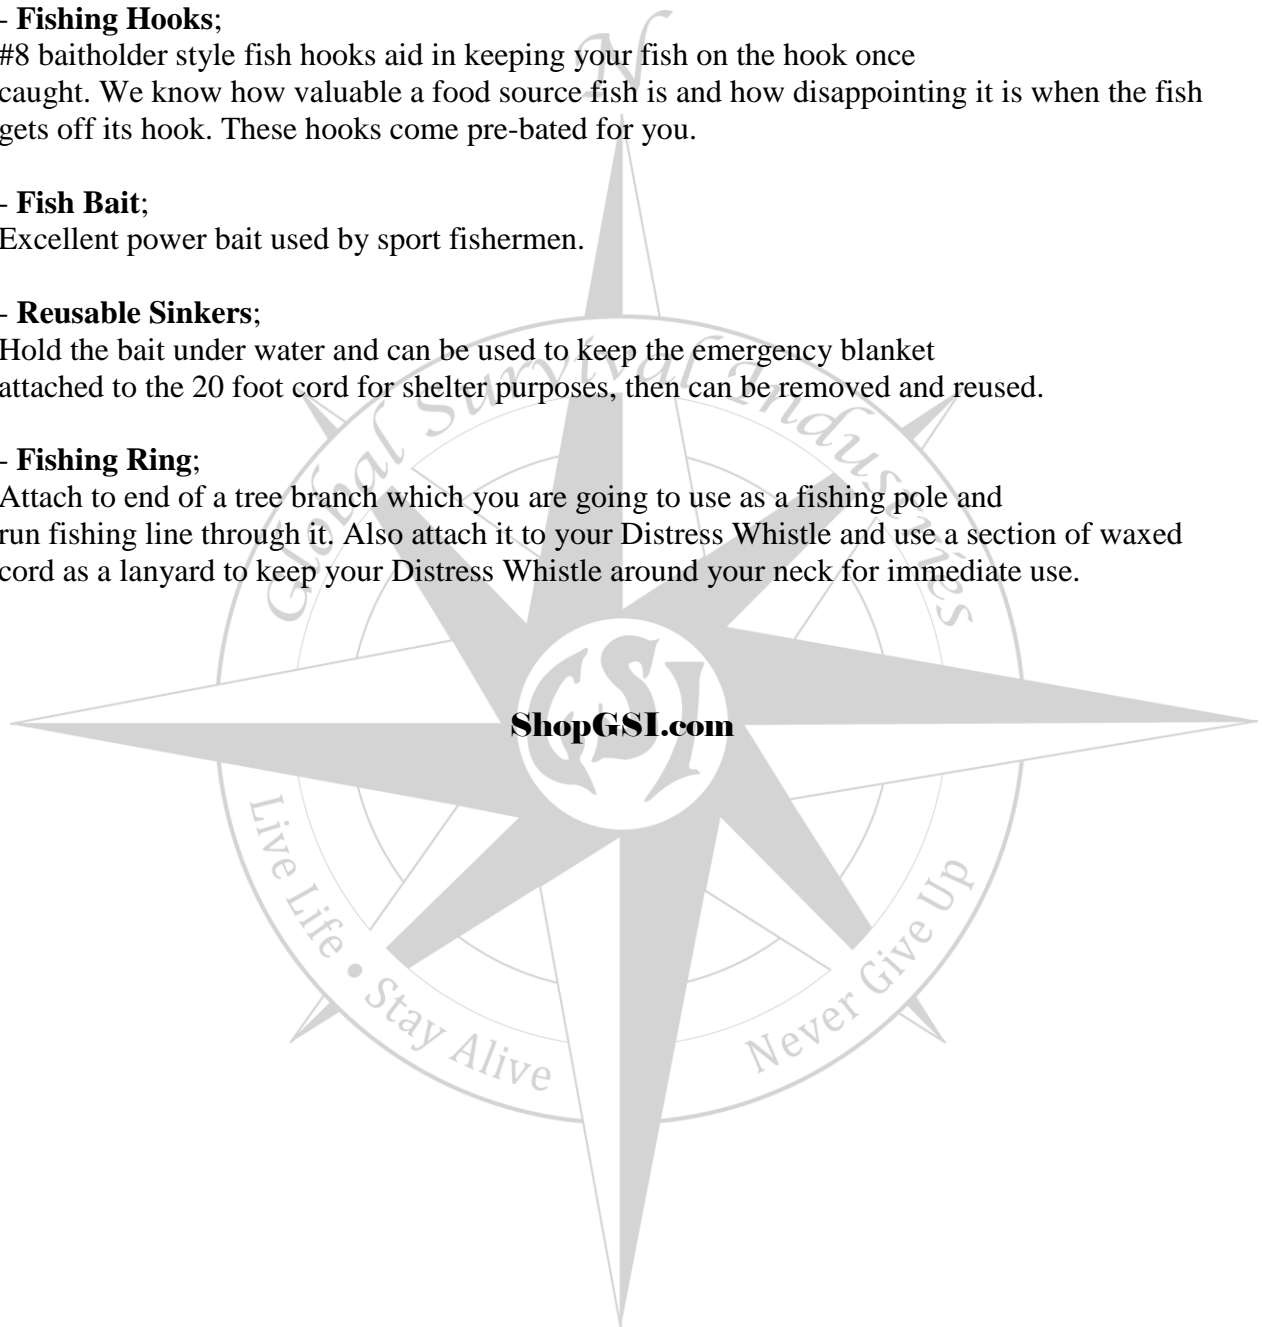 N
- Fishing Hooks;
#8 baitholder style fish hooks aid in keeping your fish on the hook once
caught. We know how valuable a food source fish is and how disappointing it is when the fish
gets off its hook. These hooks come pre-bated for you.
- Fish Bait;
Excellent power bait used by sport fishermen.
- Reusable Sinkers;
Hold the bait under water and can be used to keep the emergency blanket
attached to the 20 foot cord for shelter purposes, then can be removed and reused.
- Fishing Ring;
Attach to end of a tree branch which you are going to use as a fishing pole and
run fishing line through it. Also attach it to your Distress Whistle and use a section of waxed
cord as a lanyard to keep your Distress Whistle around your neck for immediate use.
Global Survival Industries
GSI
ShopGSI.com
Live Life • Stay Alive
Never Give Up